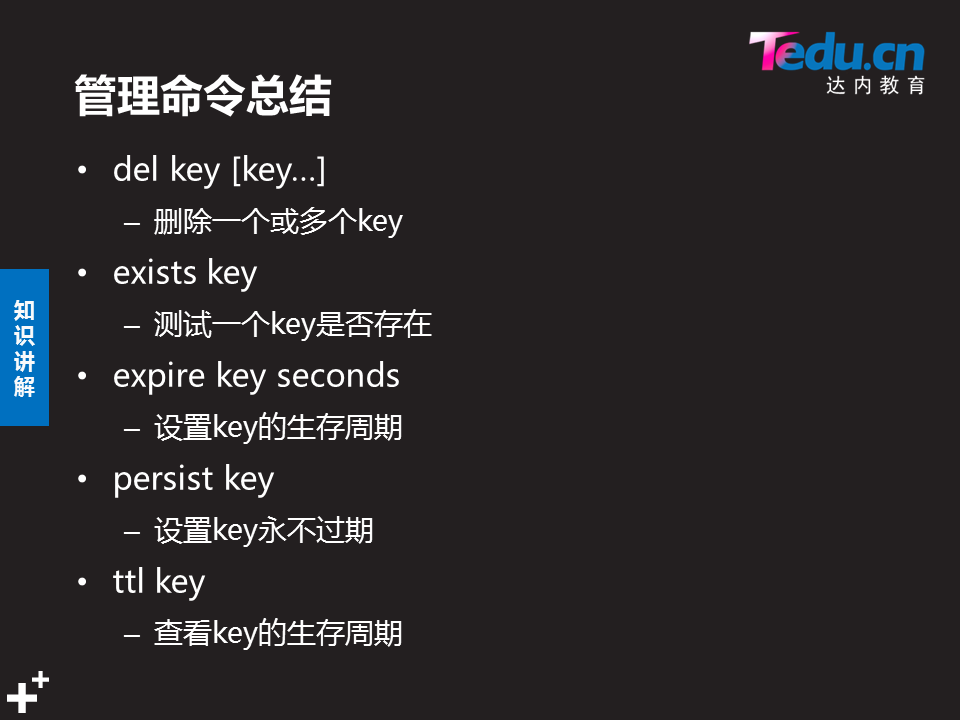 Tedu.cn
达内教育
管理命令总结
• del key [key…]
– 删除一个或多个key
• exists key
– 测试一个key是否存在
• expire key seconds
– 设置key的生存周期
• persist key
– 设置key永不过期
• ttl key
– 查看key的生存周期
知
识
讲
解